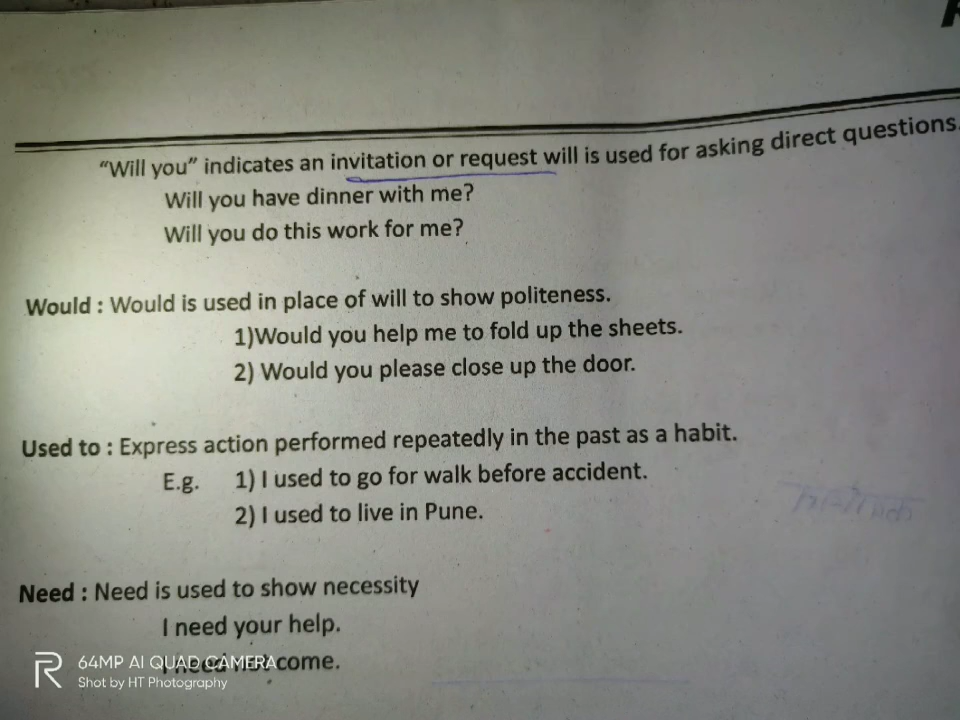 "Will you" indicates an invitation or request will is used for asking direct questions.
Will you have dinner with me?
Will you do this work for me?
Would : Would is used in place of will to show politeness.
1)Would you help me to fold up the sheets.
2) Would you please close up the door.
Used to : Express action performed repeatedly in the past as a habit.
E.g. 1) I used to go for walk before accident.
2) I used to live in Pune.
Need : Need is used to show necessity
I need your help.
I need not come.
64MP AI QUAD CAMERA
Shot by HT Photography